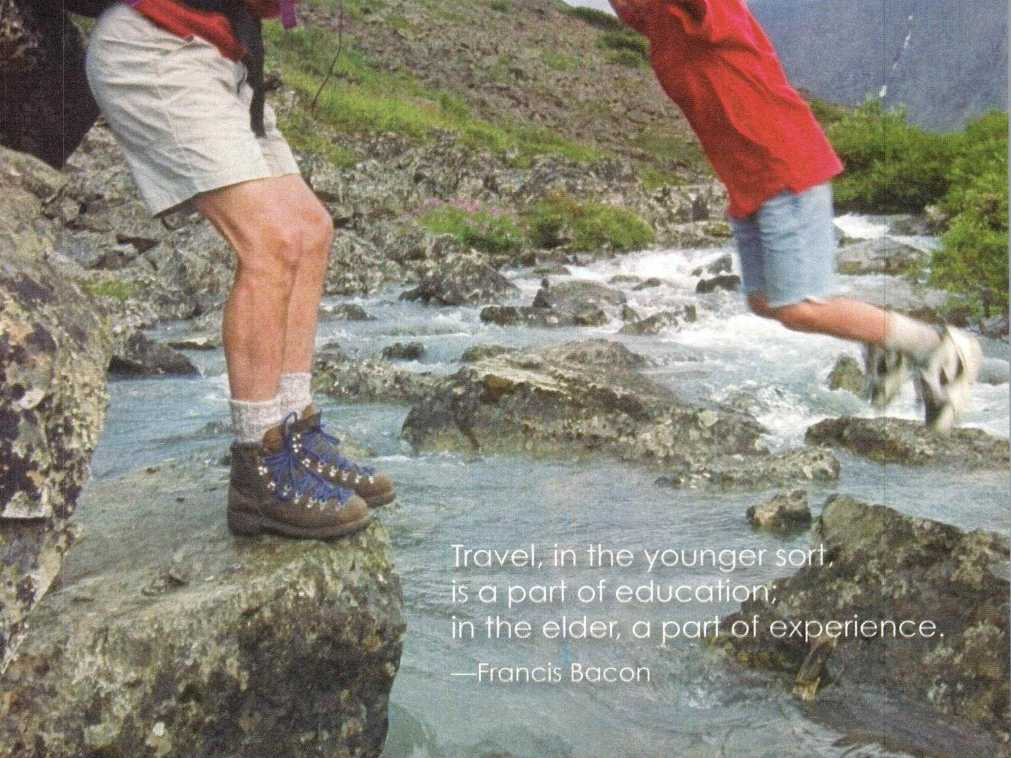 Travel, in the younger sort,
is a part of education;
in the elder, a part of experience.
—Francis Bacon